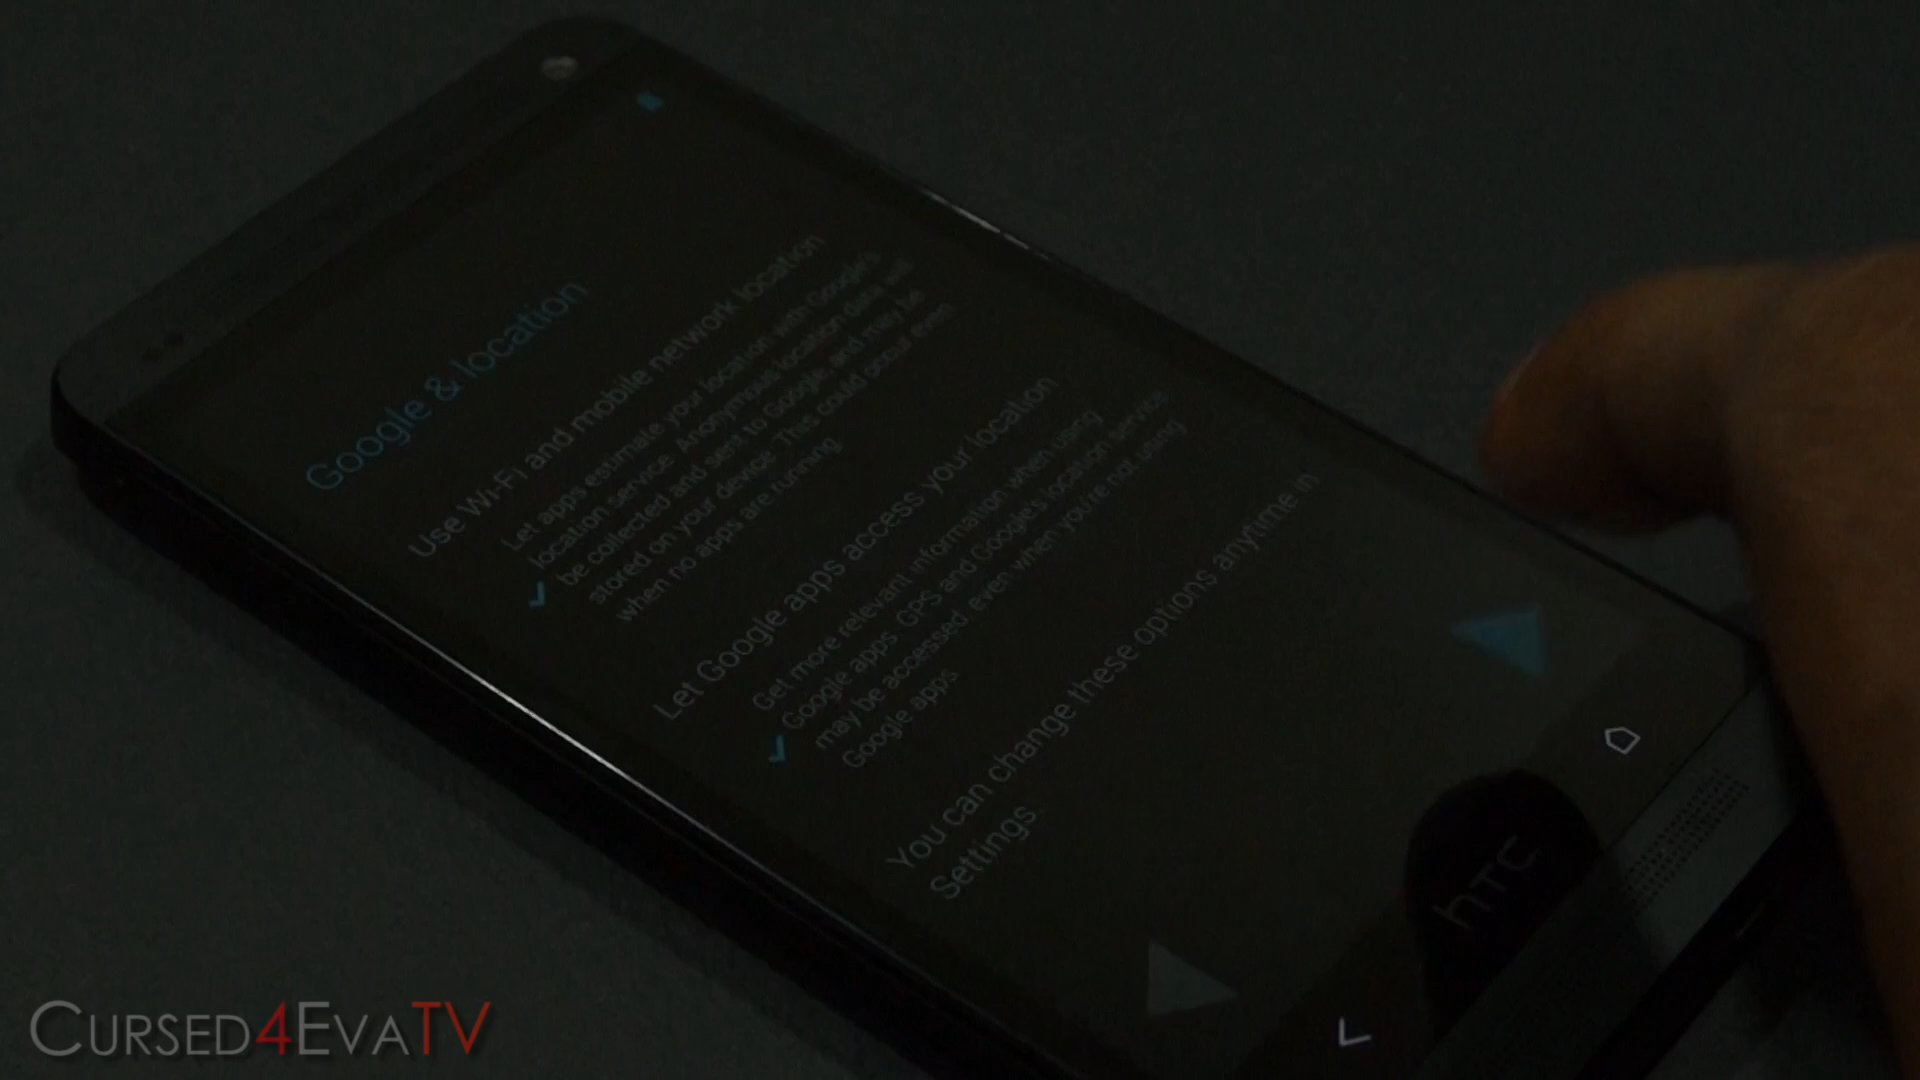 Google & location
Use Wi-Fi and mobile network location
Let apps estimate your location with Google's
location service. Anonymous location data will
be collected and sent to Google, and may be
stored on your device. This could occur even
when no apps are running.
Let Google apps access your location
Get more relevant information when using
Google apps. GPS and Google's location service
may be accessed, even when you're not using
Google apps
You can change these options anytime in
Settings.
hTC
CURSED4EVATV